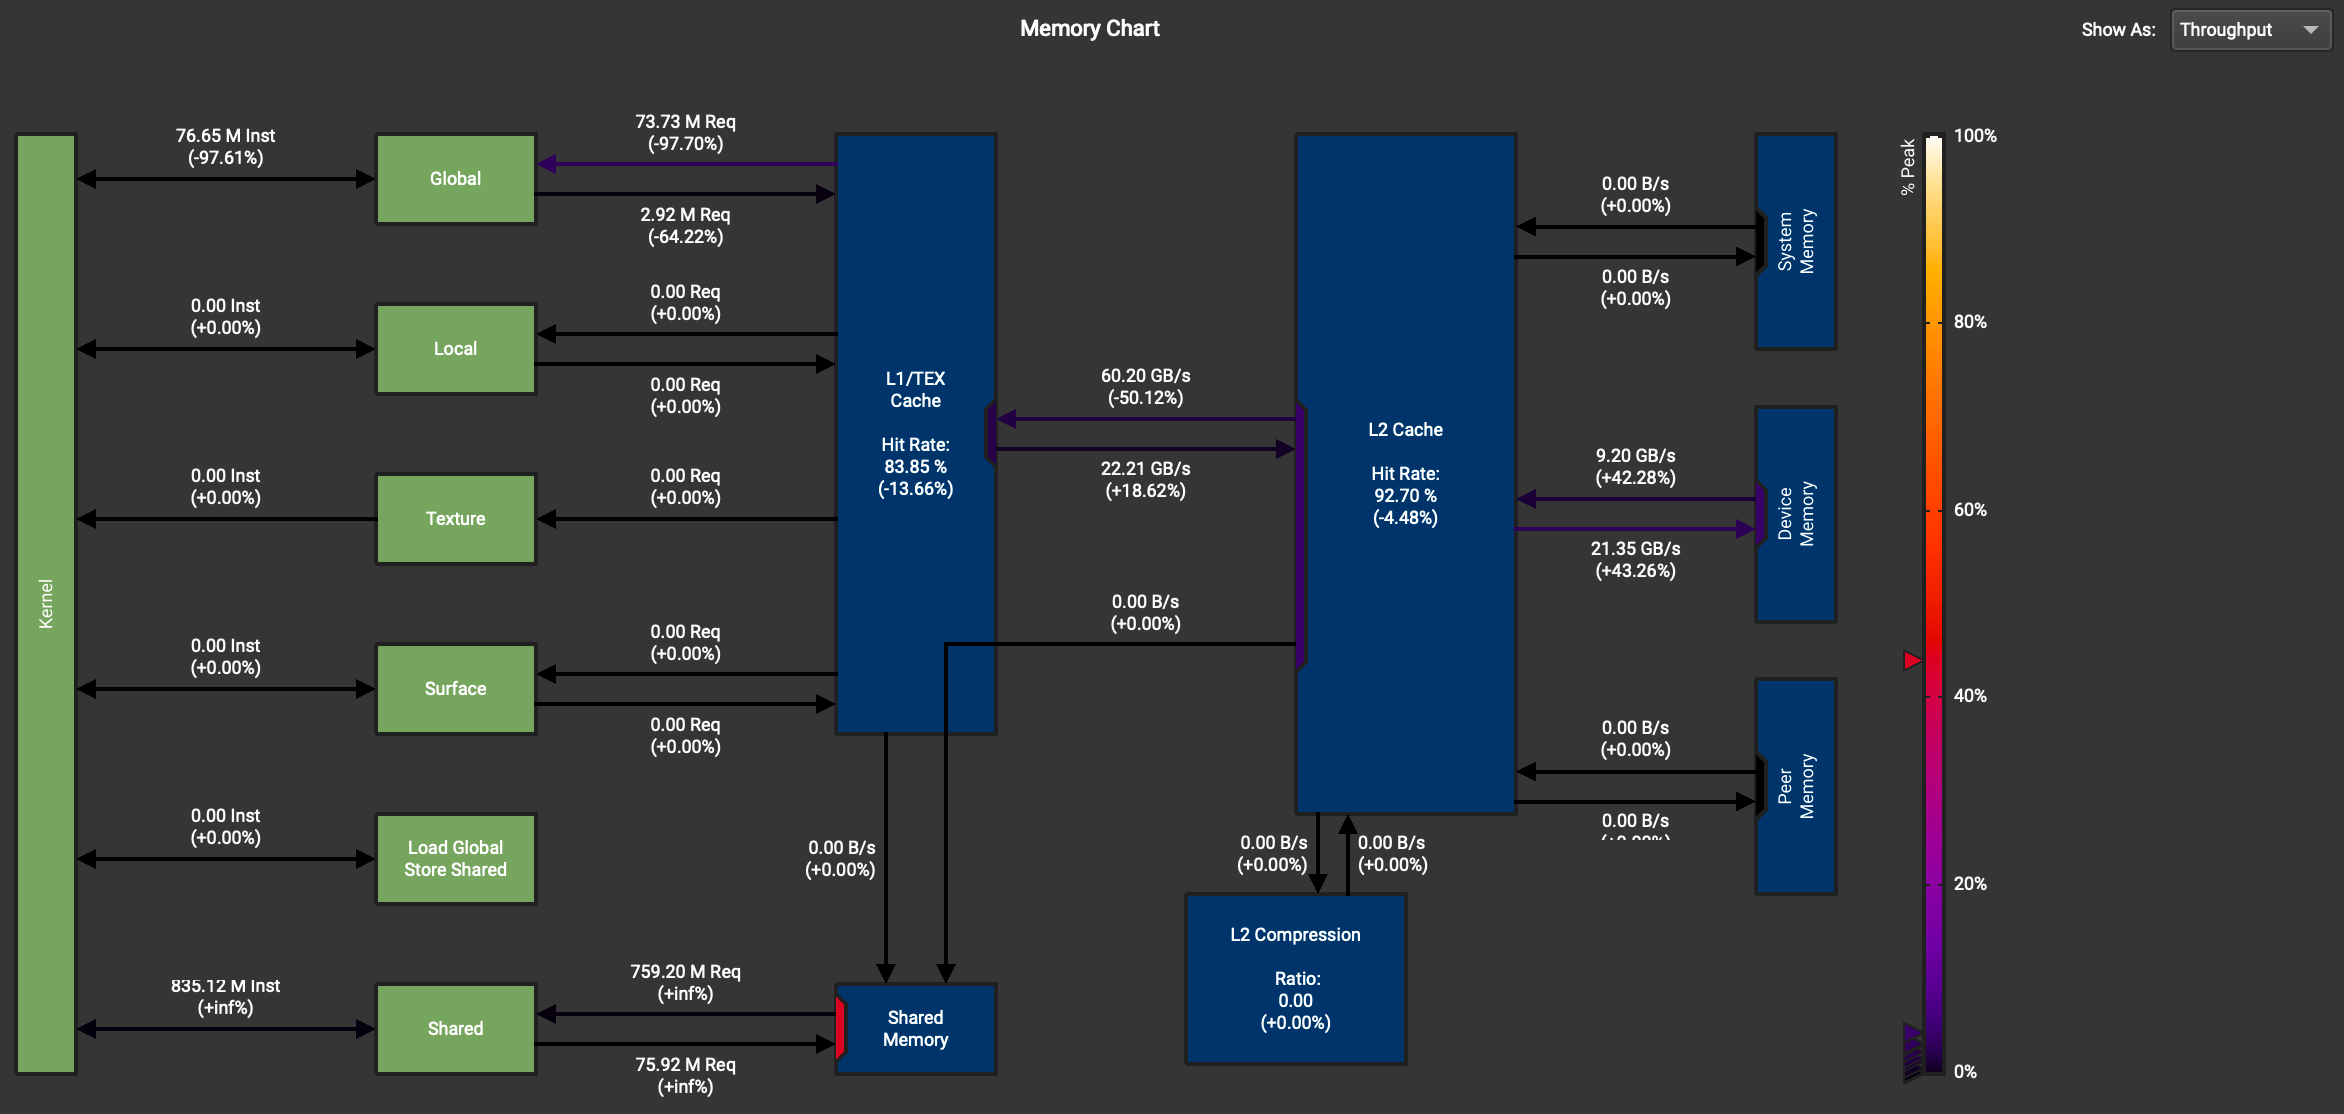 Memory Chart
Show As:
Throughput
Kernel
76.65 M Inst
(-97.61%)
Global
73.73 M Req
(-97.70%)
2.92 M Req
(-64.22%)
0.00 Inst
(+0.00%)
Local
0.00 Req
(+0.00%)
0.00 Req
(+0.00%)
0.00 Inst
(+0.00%)
Texture
0.00 Req
(+0.00%)
0.00 Inst
(+0.00%)
Surface
0.00 Req
(+0.00%)
0.00 Req
(+0.00%)
0.00 Inst
(+0.00%)
Load Global
Store Shared
835.12 M Inst
(+inf%)
Shared
759.20 M Req
(+inf%)
75.92 M Req
(+inf%)
L1/TEX
Cache
Hit Rate:
83.85 %
(-13.66%)
0.00 B/s
(+0.00%)
Shared
Memory
60.20 GB/s
(-50.12%)
22.21 GB/s
(+18.62%)
0.00 B/s
(+0.00%)
L2 Cache
Hit Rate:
92.70 %
(-4.48%)
0.00 B/s
(+0.00%)
0.00 B/s
(+0.00%)
L2 Compression
Ratio:
0.00
(+0.00%)
0.00 B/s
(+0.00%)
0.00 B/s
(+0.00%)
System
Memory
9.20 GB/s
(+42.28%)
21.35 GB/s
(+43.26%)
Device
Memory
0.00 B/s
(+0.00%)
0.00 B/s
Peer
Memory
% Peak
100%
80%
60%
40%
20%
0%